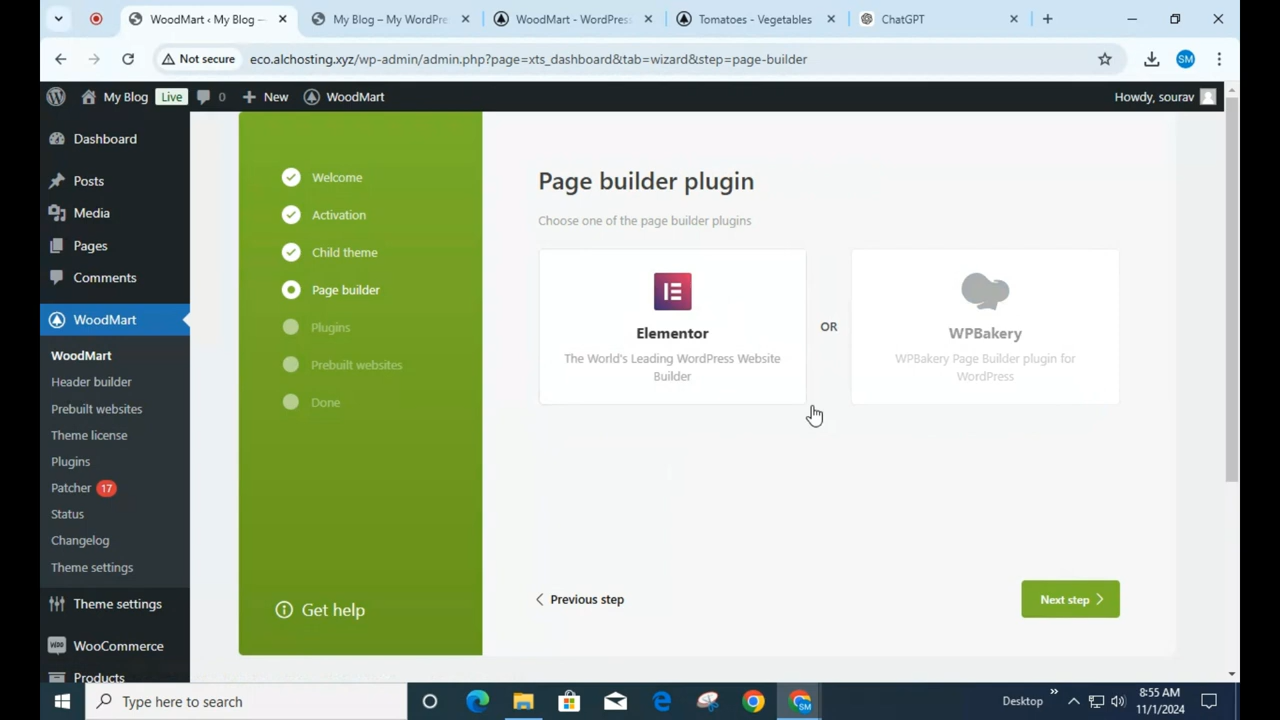 WoodMart ‹ My Blog —
My Blog – My WordPre
WoodMart - WordPress
Tomatoes - Vegetables
ChatGPT
Not secure
eco.alchosting.xyz/wp-admin/admin.php?page=xts_dashboard&tab=wizard&step=page-builder
SM
My Blog
Live
0
New
WoodMart
Howdy, sourav
Dashboard
Posts
Media
Pages
Comments
WoodMart
WoodMart
Header builder
Prebuilt websites
Theme license
Plugins
Patcher 17
Status
Changelog
Theme settings
Theme settings
WooCommerce
Products
Welcome
Activation
Child theme
Page builder
Plugins
Prebuilt websites
Done
Get help
Page builder plugin
Choose one of the page builder plugins
Elementor
The World's Leading WordPress Website
Builder
OR
WPBakery
WPBakery Page Builder plugin for
WordPress
Previous step
Next step
Type here to search
SM
Desktop
8:55 AM
11/1/2024